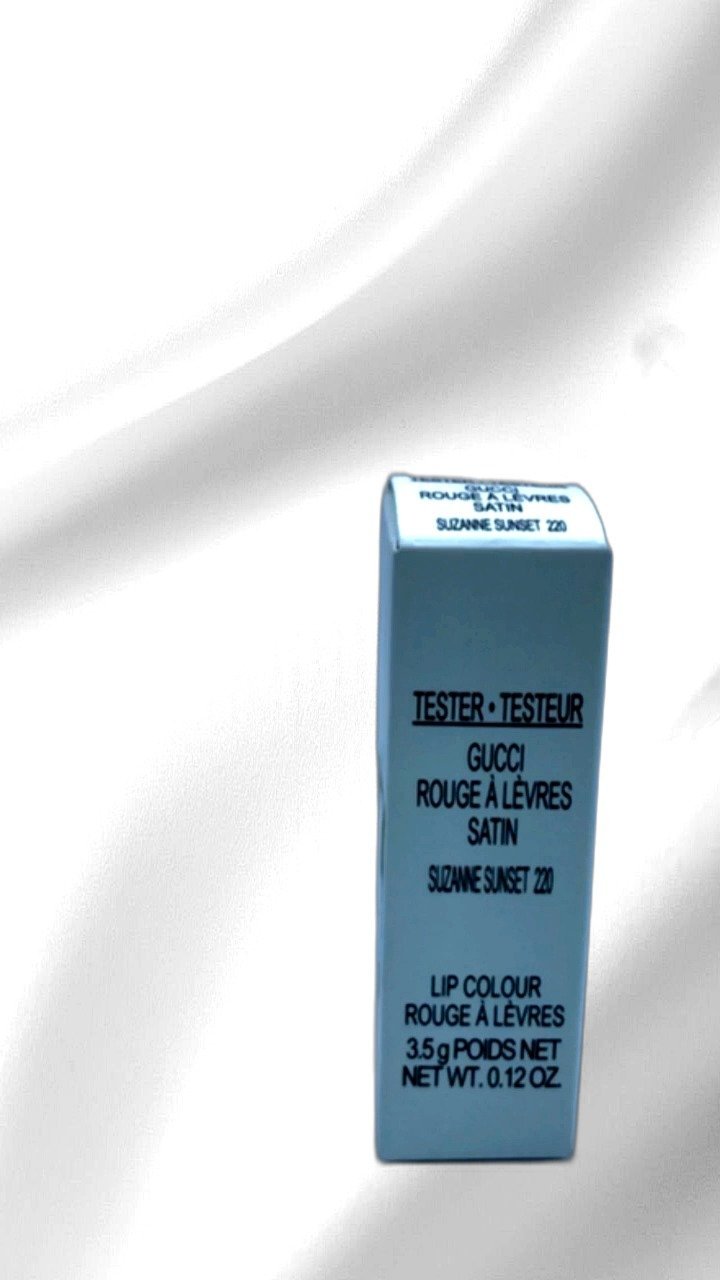 GUCCI
ROUGE À LÈVRES
SATIN
SUZANNE SUNSET 220
TESTER • TESTEUR
GUCCI
ROUGE À LÈVRES
SATIN
SUZANNE SUNSET 220
LIP COLOUR
ROUGE À LÈVRES
3.5 g POIDS NET
NET WT. 0.12 OZ.